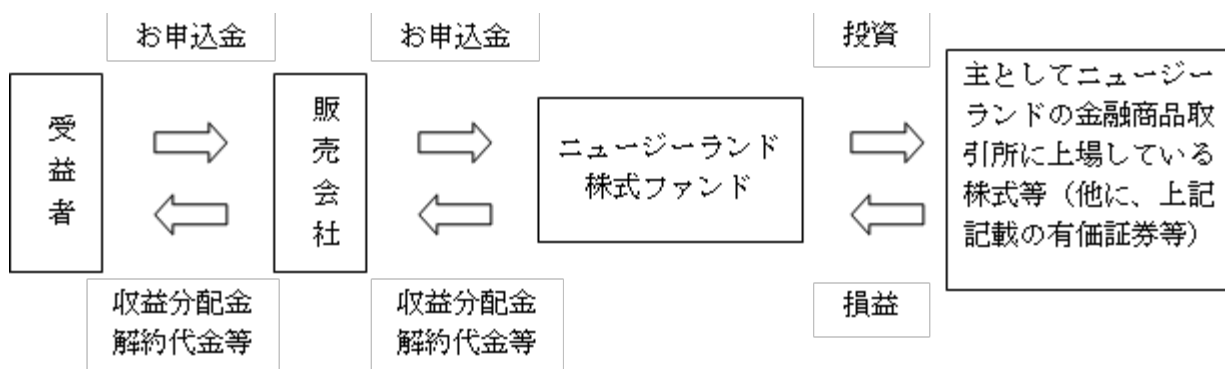 お申込金
お申込金
投資
受益者
販売会社
ニュージーランド
株式ファンド
主としてニュージー
ランドの金融商品取
引所に上場している
株式等（他に、上記
記載の有価証券等）
収益分配金
解約代金等
収益分配金
解約代金等
損益